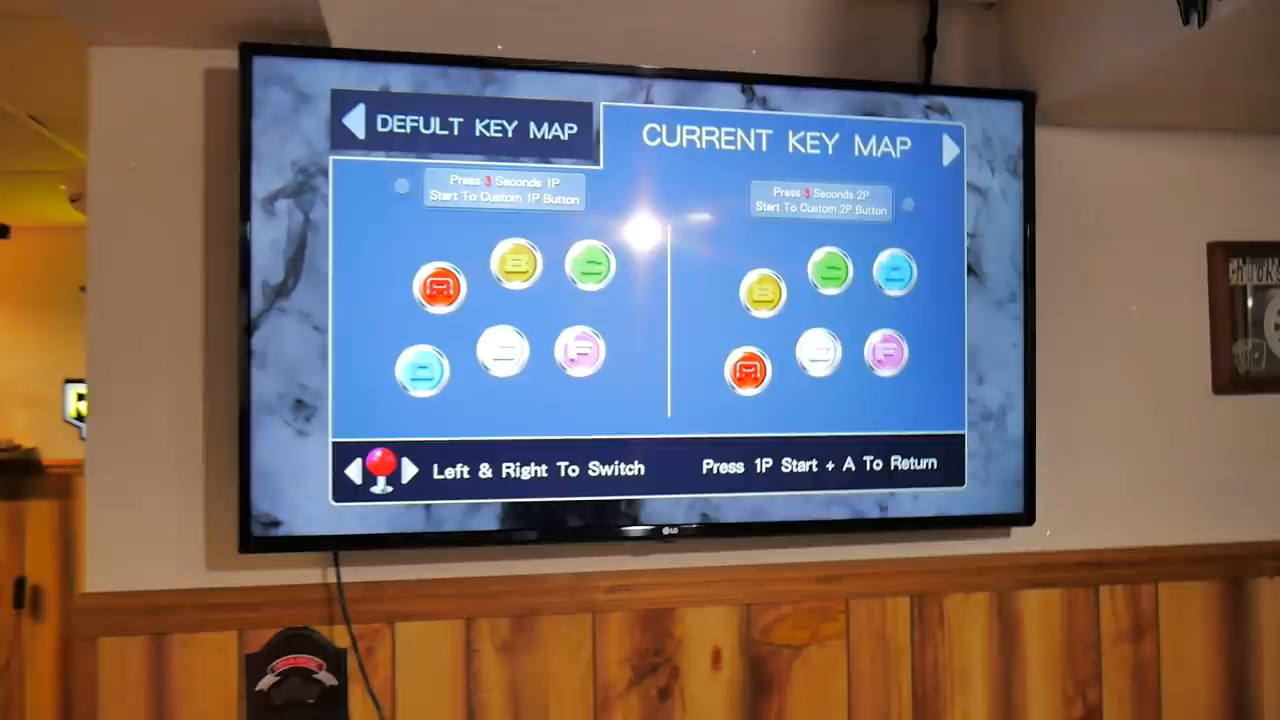 DEFULT KEY MAP
CURRENT KEY MAP
Press 3 Seconds 1P
Start To Custom 1P Button
Press 3 Seconds 2P
Start To Custom 2P Button
A B C
D E F
B C D
A E F
Left & Right To Switch
Press 1P Start + A To Return
LG
chuck